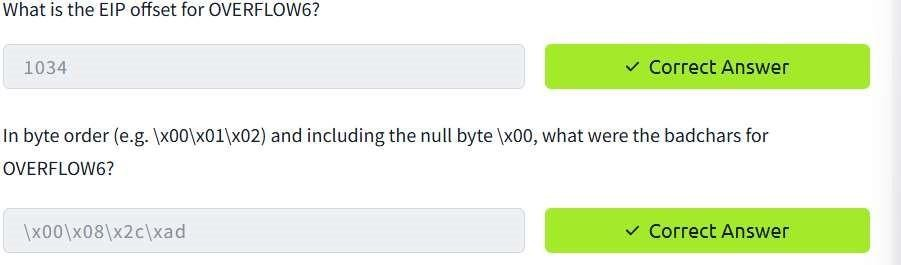 What is the EIP offset for OVERFLOW6?
1034
✓ Correct Answer
In byte order (e.g. \x00\x01\x02) and including the null byte \x00, what were the badchars for
OVERFLOW6?
\x00\x08\x2c\xad
✓ Correct Answer